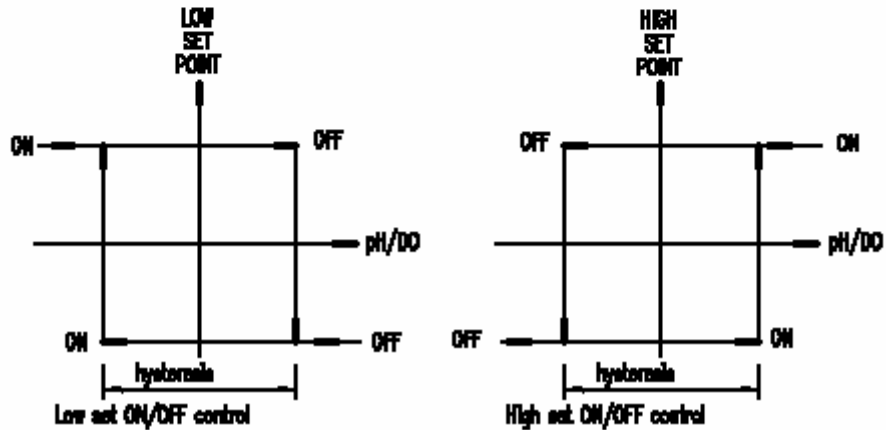 LOW
SET
POINT
ON
OFF
pH/DO
ON
OFF
hysteresis
Low set ON/OFF control
HIGH
SET
POINT
OFF
ON
pH/DO
OFF
ON
hysteresis
High set ON/OFF control